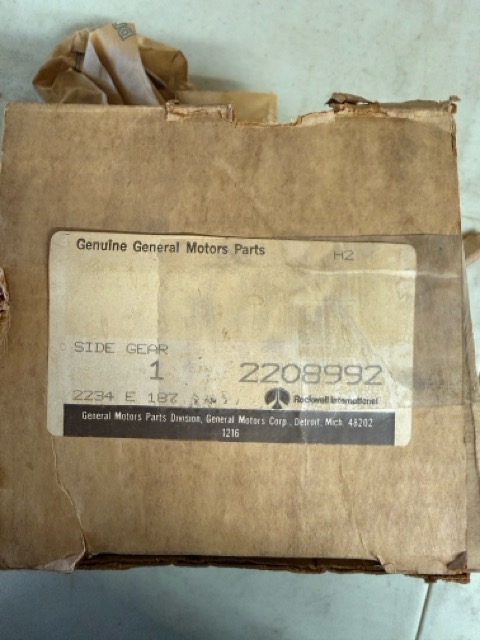 Genuine General Motors Parts
H2
SIDE GEAR
1 2208992
2234 E 187
Rockwell International
General Motors Parts Division, General Motors Corp., Detroit, Mich. 48202
1216